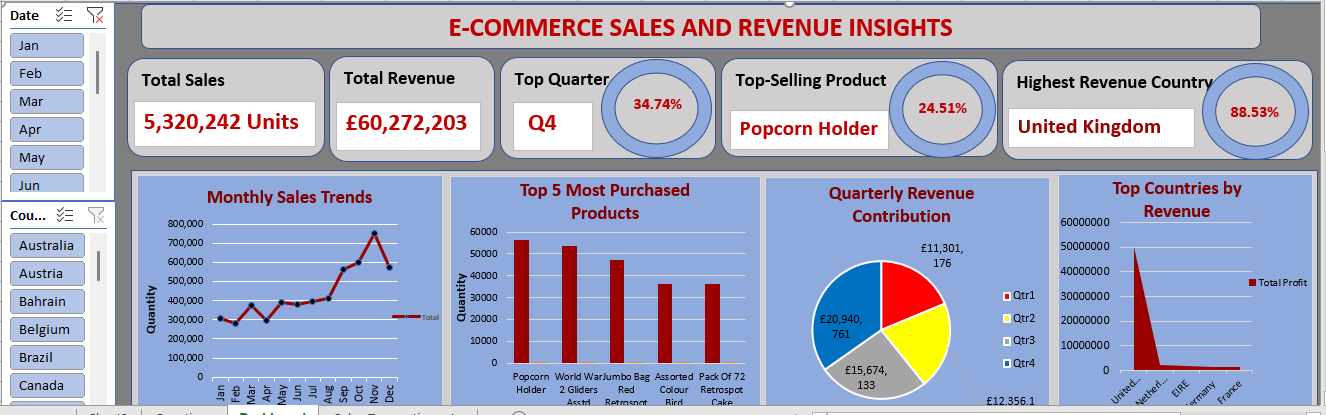 Date
Jan
Feb
Mar
Apr
May
Jun
Cou...
Australia
Austria
Bahrain
Belgium
Brazil
Canada
E-COMMERCE SALES AND REVENUE INSIGHTS
Total Sales
5,320,242 Units
Total Revenue
£60,272,203
Top Quarter
Q4
34.74%
Top-Selling Product
Popcorn Holder
24.51%
Highest Revenue Country
United Kingdom
88.53%
Monthly Sales Trends
800,000
700,000
600,000
500,000
400,000
300,000
200,000
100,000
0
Quantity
Jan
Feb
Mar
Apr
May
Jun
Jul
Aug
Sep
Oct
Nov
Dec
Total
Top 5 Most Purchased
Products
60000
50000
40000
30000
20000
10000
0
Quantity
Popcorn
Holder
World War
2 Gliders
Asstd
Jumbo Bag
Red
Retrospot
Assorted
Colour
Bird
Pack Of 72
Retrospot
Cake
Quarterly Revenue
Contribution
£11,301,
176
£20,940,
761
£15,674,
133
£12,356,1
Qtr1
Qtr2
Qtr3
Qtr4
Top Countries by
Revenue
60000000
50000000
40000000
30000000
20000000
10000000
0
United...
Netherl...
EIRE
Germany
France
Total Profit